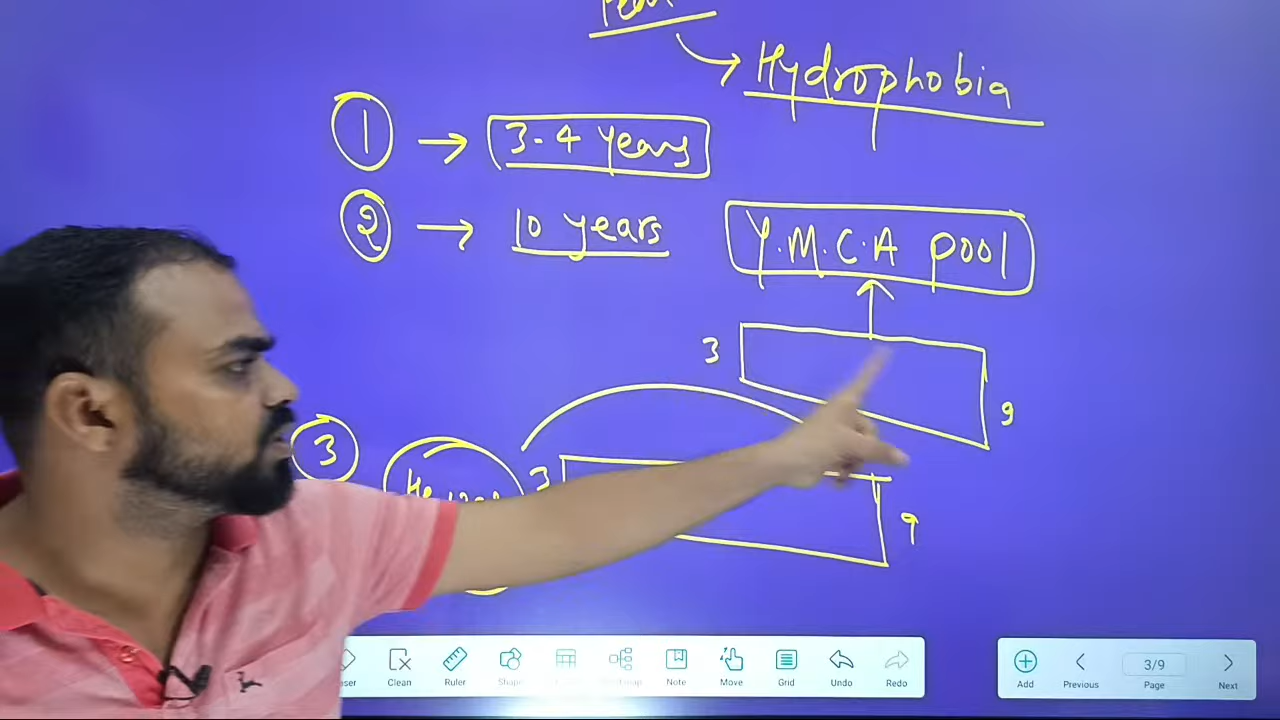 Hydrophobia
1 → 3-4 years
2 → 10 years
Y.M.C.A pool
3
9
3
3
9
Clean
Ruler
Note
Move
Grid
Undo
Redo
Add
Previous
3/9
Page
Next